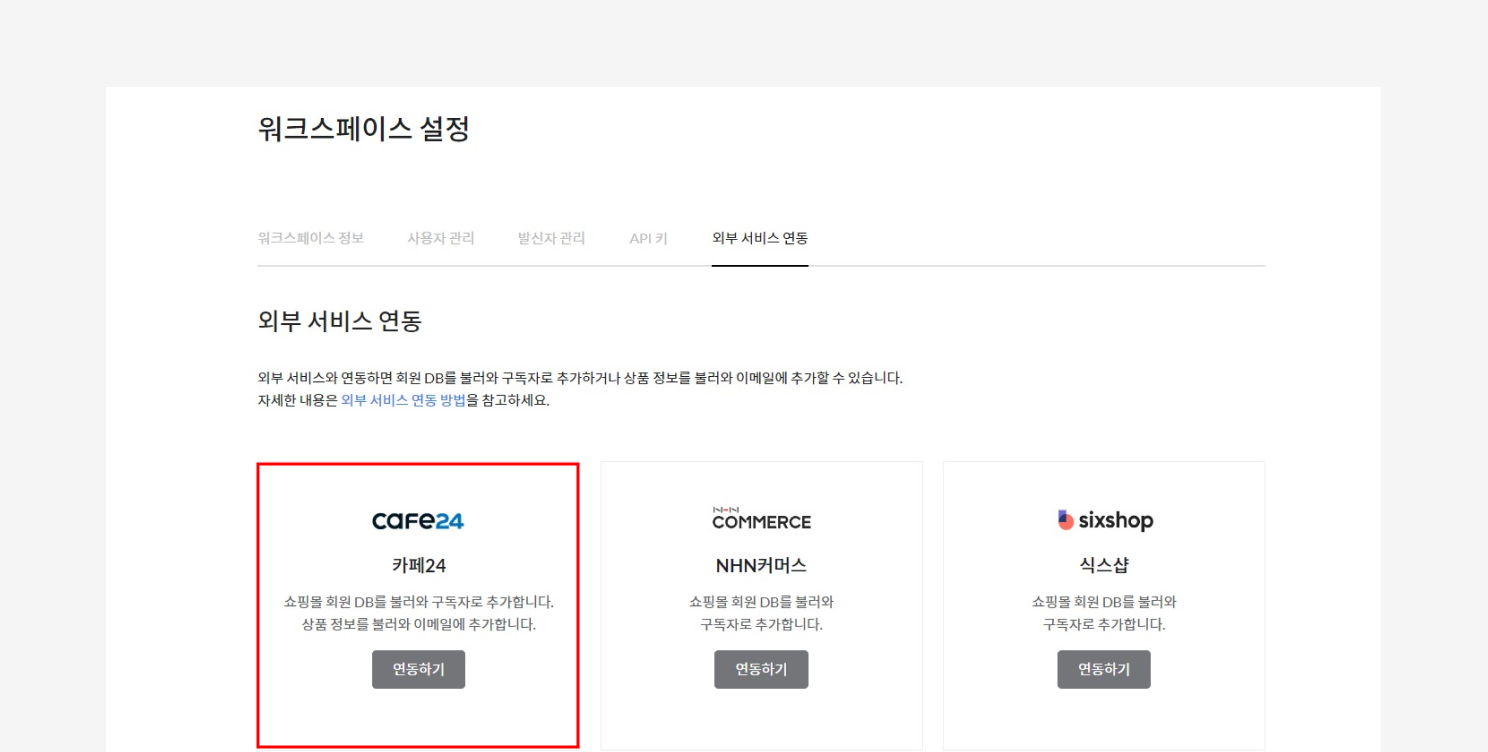 워크스페이스 설정
워크스페이스 정보 사용자 관리 발신자 관리 API 키 외부 서비스 연동
외부 서비스 연동
외부 서비스와 연동하면 회원 DB를 불러와 구독자로 추가하거나 상품 정보를 불러와 이메일에 추가할 수 있습니다.
자세한 내용은 외부 서비스 연동 방법을 참고하세요.
cafe24
카페24
쇼핑몰 회원 DB를 불러와 구독자로 추가합니다.
상품 정보를 불러와 이메일에 추가합니다.
연동하기
NHN
COMMERCE
NHN커머스
쇼핑몰 회원 DB를 불러와
구독자로 추가합니다.
연동하기
sixshop
식스샵
쇼핑몰 회원 DB를 불러와
구독자로 추가합니다.
연동하기